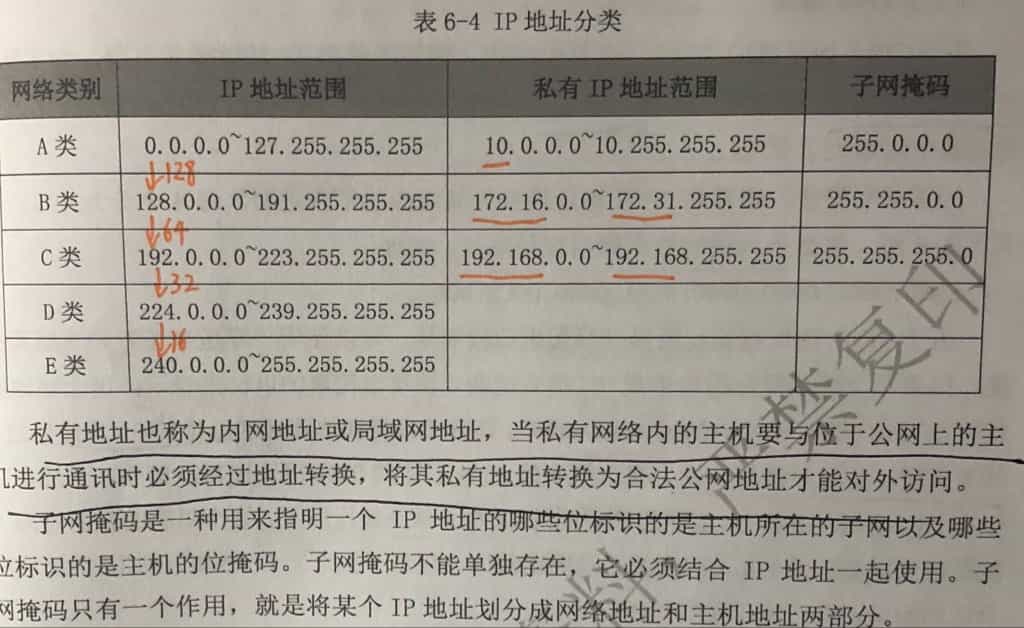 表 6-4 IP 地址分类
网络类别 IP 地址范围 私有 IP 地址范围 子网掩码
A 类 0.0.0.0~127.255.255.255 10.0.0.0~10.255.255.255 255.0.0.0
↓128
B 类 128.0.0.0~191.255.255.255 172.16.0.0~172.31.255.255 255.255.0.0
↓64
C 类 192.0.0.0~223.255.255.255 192.168.0.0~192.168.255.255 255.255.255.0
↓32
D 类 224.0.0.0~239.255.255.255
↓16
E 类 240.0.0.0~255.255.255.255
私有地址也称为内网地址或局域网地址，当私有网络内的主机要与位于公网上的主
机进行通讯时必须经过地址转换，将其私有地址转换为合法公网地址才能对外访问。
子网掩码是一种用来指明一个 IP 地址的哪些位标识的是主机所在的子网以及哪些
位标识的是主机的位掩码。子网掩码不能单独存在，它必须结合 IP 地址一起使用。子
网掩码只有一个作用，就是将某个 IP 地址划分成网络地址和主机地址两部分。
严禁复印
料